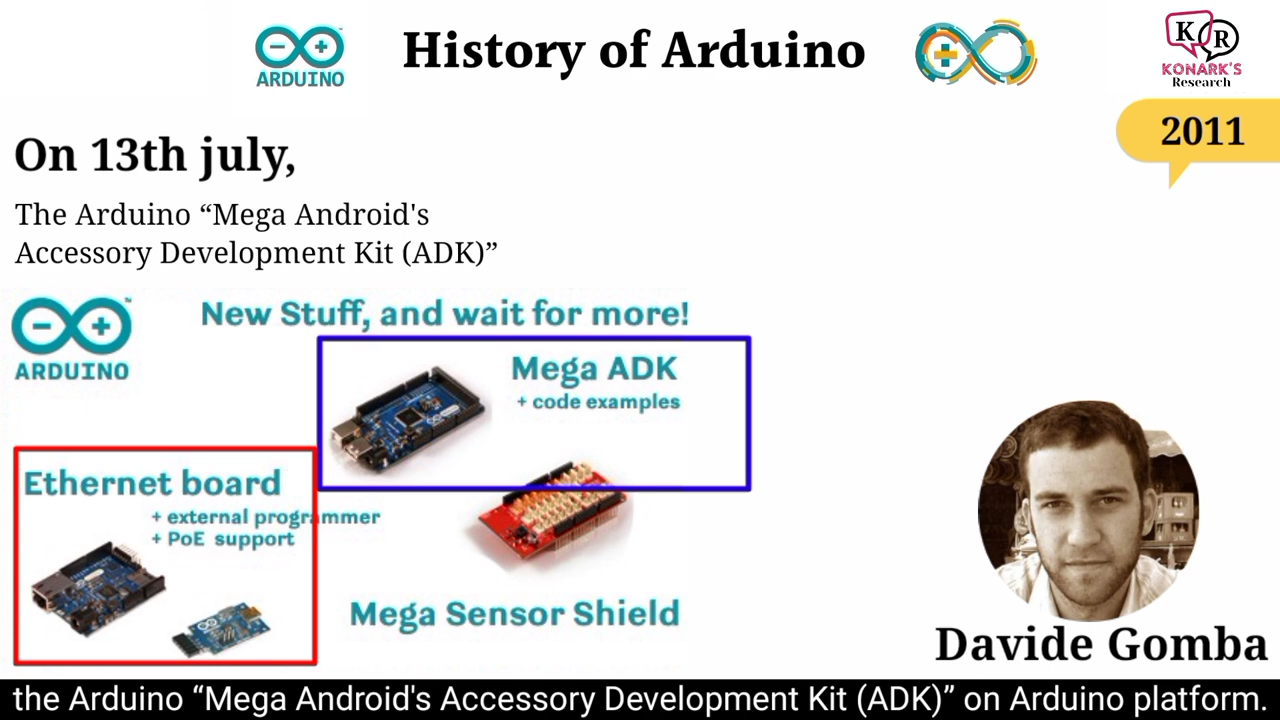 ARDUINO
History of Arduino
K R
KONARK'S
Research
2011
On 13th july,
The Arduino “Mega Android's
Accessory Development Kit (ADK)”
ARDUINO
TM
New Stuff, and wait for more!
Mega ADK
+ code examples
Ethernet board
+ external programmer
+ PoE support
Mega Sensor Shield
Davide Gomba
the Arduino “Mega Android's Accessory Development Kit (ADK)” on Arduino platform.